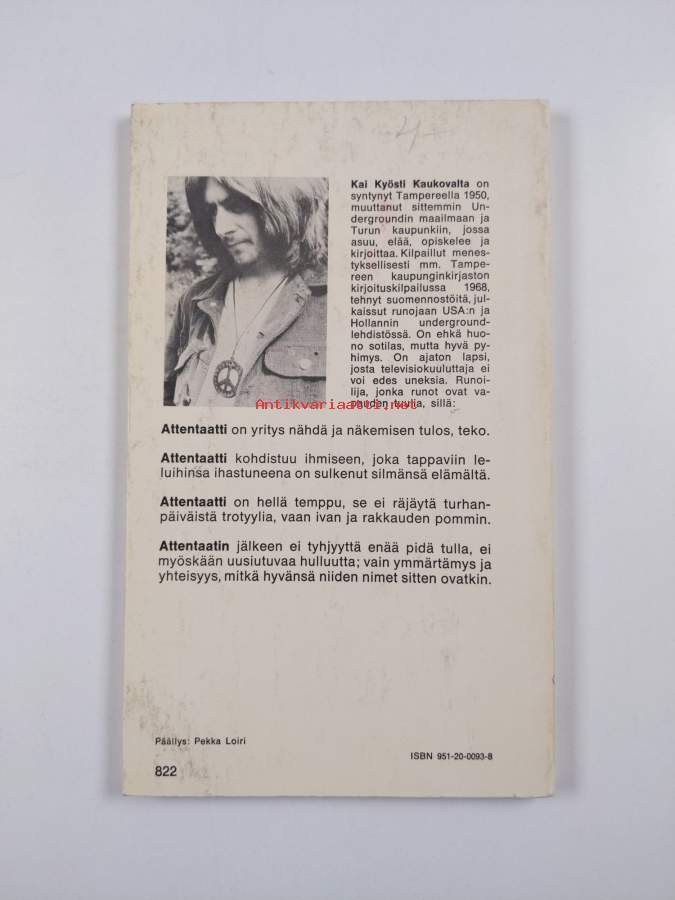 Kai Kyösti Kaukovalta on
syntynyt Tampereella 1950,
muuttanut sittemmin Un-
dergroundin maailmaan ja
Turun kaupunkiin, jossa
asuu, elää, opiskelee ja
kirjoittaa. Kilpaillut menes-
tyksellisesti mm. Tampe-
reen kaupunginkirjaston
kirjoituskilpailussa 1968,
tehnyt suomennostöitä, jul-
kaissut runojaan USA:n ja
Hollannin underground-
lehdistössä. On ehkä huo-
no sotilas, mutta hyvä py-
himys. On ajaton lapsi,
josta televisiokuuluttaja ei
voi edes uneksia. Runoi-
lija, jonka runot ovat va-
pauden tuulia, sillä:
Antikvariaatti.net
Attentaatti on yritys nähdä ja näkemisen tulos, teko.
Attentaatti kohdistuu ihmiseen, joka tappaviin le-
luihinsa ihastuneena on sulkenut silmänsä elämältä.
Attentaatti on hellä temppu, se ei räjäytä turhan-
päiväistä trotyylia, vaan ivan ja rakkauden pommin.
Attentaatin jälkeen ei tyhjyyttä enää pidä tulla, ei
myöskään uusiutuvaa hulluutta; vain ymmärtämys ja
yhteisyys, mitkä hyvänsä niiden nimet sitten ovatkin.
Päällys: Pekka Loiri
ISBN 951-20-0093-8
822